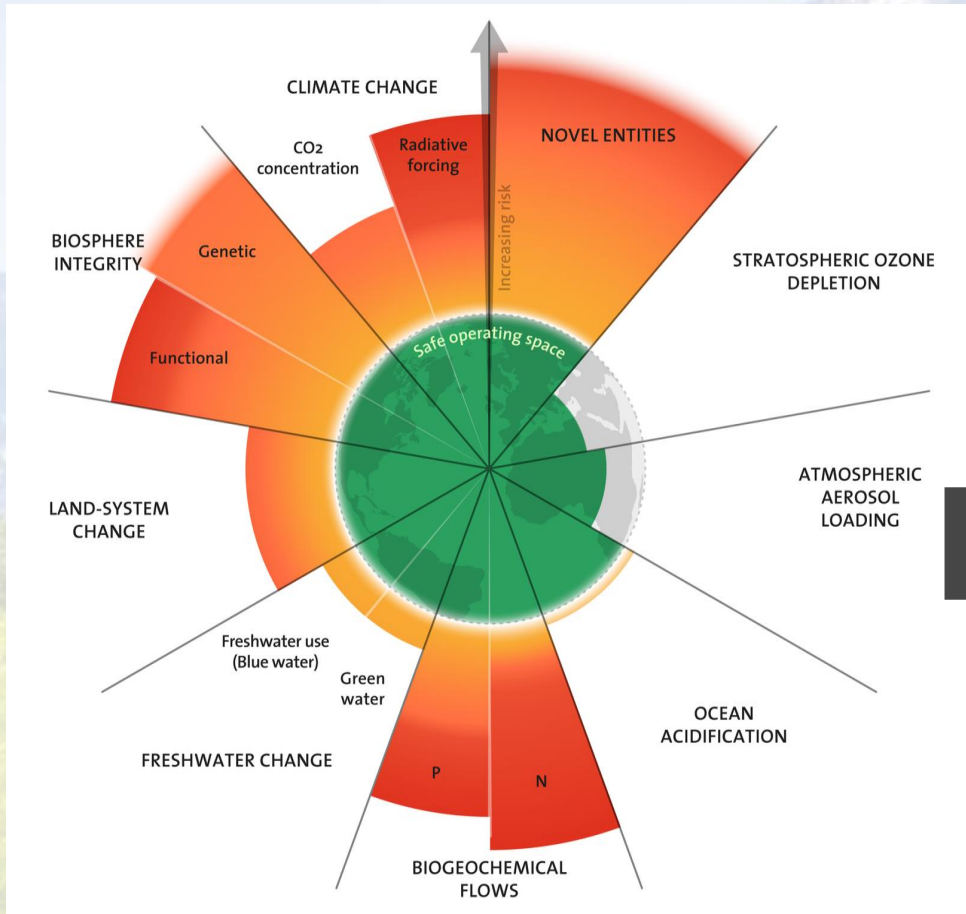 CLIMATE CHANGE
CO2
concentration
Radiative
forcing
NOVEL ENTITIES
Increasing risk
STRATOSPHERIC OZONE
DEPLETION
BIOSPHERE
INTEGRITY
Genetic
Functional
Safe operating space
ATMOSPHERIC
AEROSOL
LOADING
LAND-SYSTEM
CHANGE
Freshwater use
(Blue water)
Green
water
FRESHWATER CHANGE
OCEAN
ACIDIFICATION
P
N
BIOGEOCHEMICAL
FLOWS